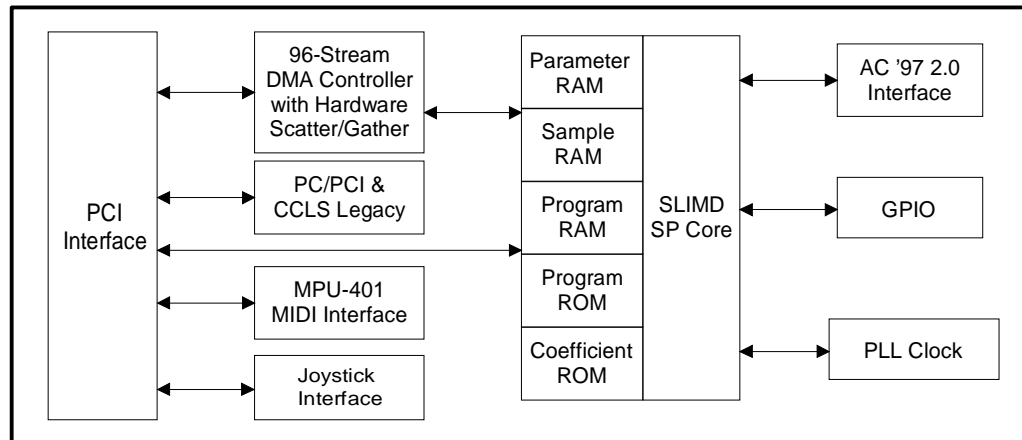 PCI
Interface
96-Stream
DMA Controller
with Hardware
Scatter/Gather
PC/PCI &
CCLS Legacy
MPU-401
MIDI Interface
Joystick
Interface
Parameter
RAM
Sample
RAM
Program
RAM
Program
ROM
Coefficient
ROM
SLIMD
SP Core
AC '97 2.0
Interface
GPIO
PLL Clock